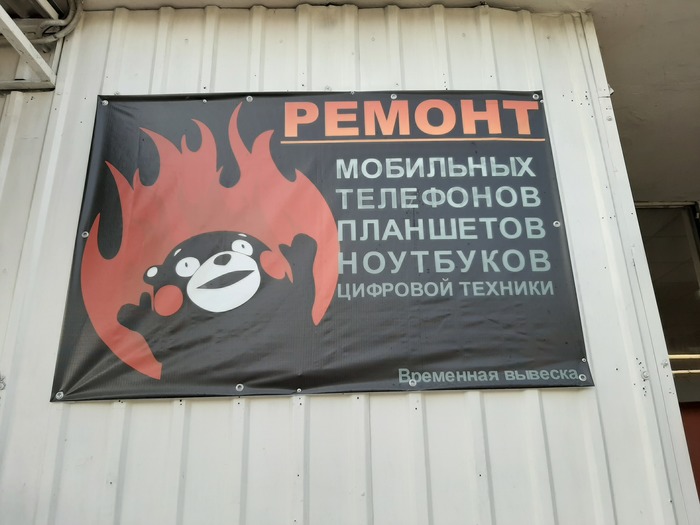 РЕМОНТ
МОБИЛЬНЫХ
ТЕЛЕФОНОВ
ПЛАНШЕТОВ
НОУТБУКОВ
ЦИФРОВОЙ ТЕХНИКИ
Временная вывеска